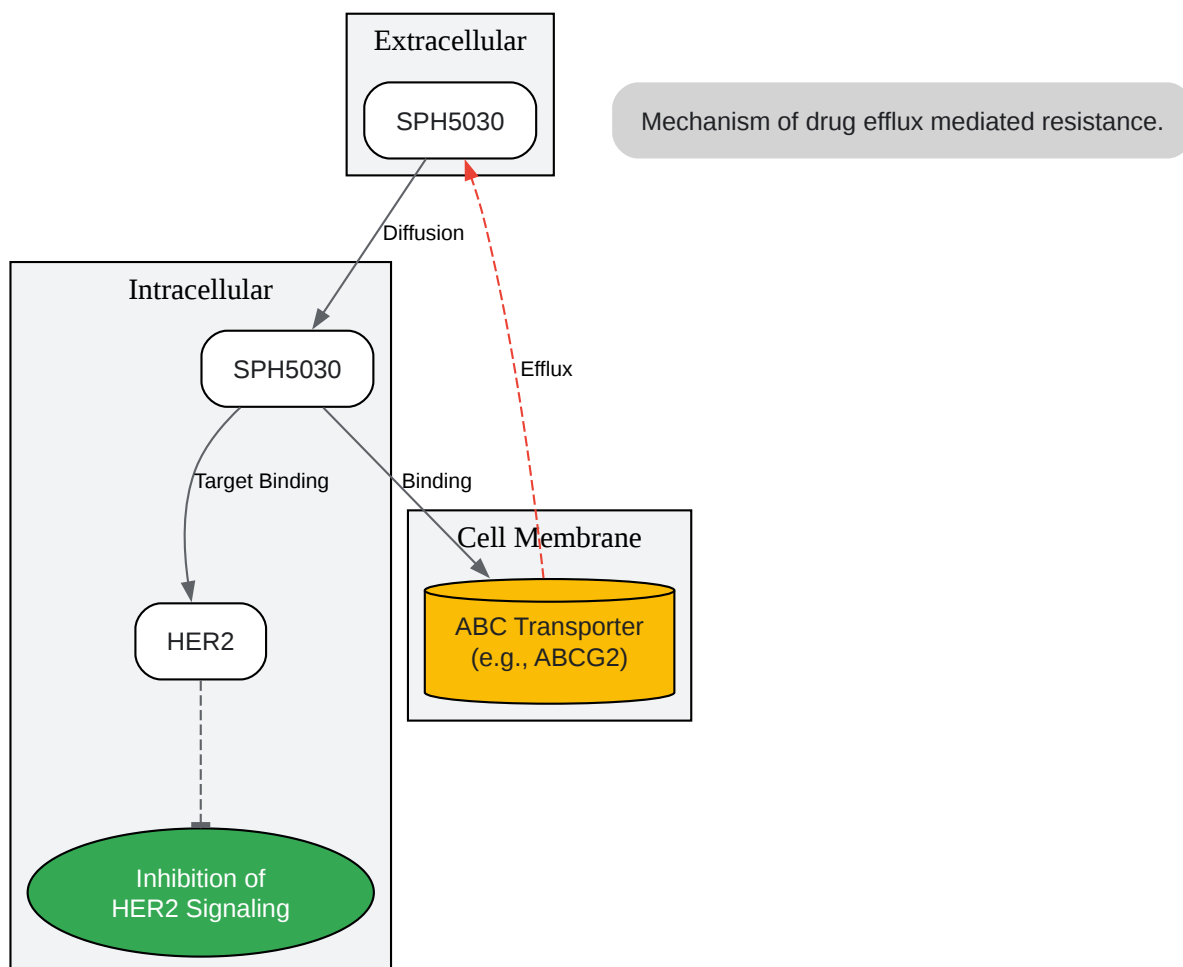 Extracellular
SPH5030
Mechanism of drug efflux mediated resistance.
Diffusion
Intracellular
SPH5030
Efflux
Target Binding
Binding
Cell Membrane
ABC Transporter
(e.g., ABCG2)
HER2
Inhibition of
HER2 Signaling